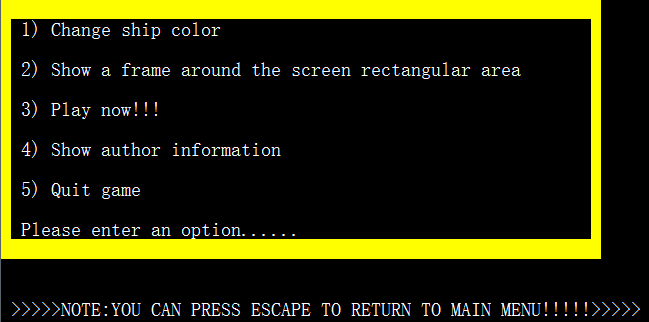 1) Change ship color
2) Show a frame around the screen rectangular area
3) Play now!!!
4) Show author information
5) Quit game
Please enter an option......
>>>>>NOTE:YOU CAN PRESS ESCAPE TO RETURN TO MAIN MENU!!!!!>>>>>